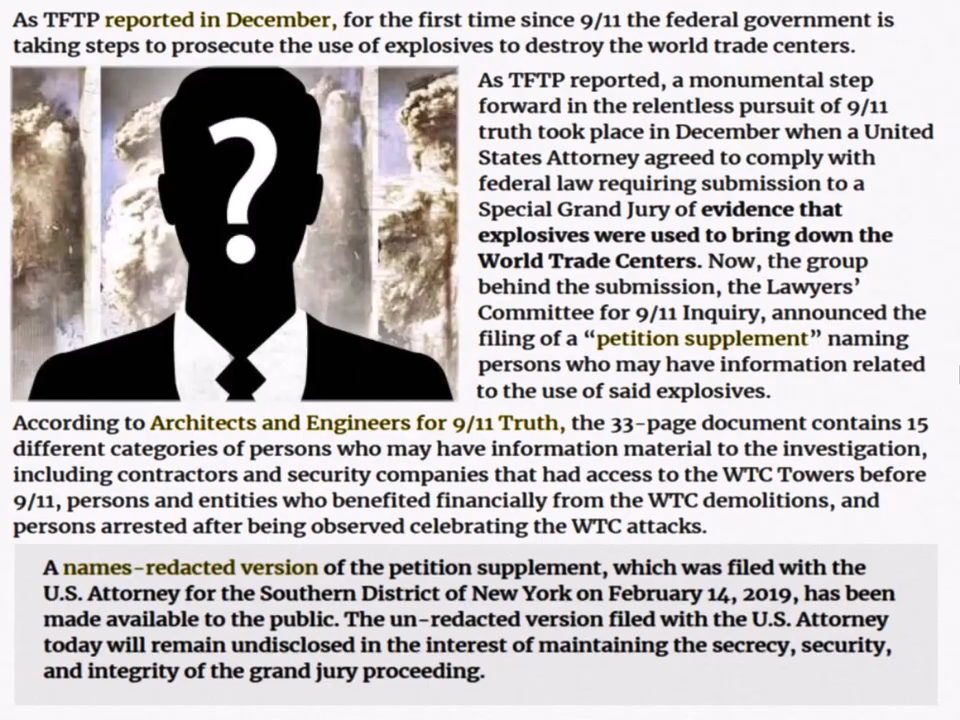 As TFTP reported in December, for the first time since 9/11 the federal government is
taking steps to prosecute the use of explosives to destroy the world trade centers.
As TFTP reported, a monumental step
forward in the relentless pursuit of 9/11
truth took place in December when a United
States Attorney agreed to comply with
federal law requiring submission to a
Special Grand Jury of evidence that
explosives were used to bring down the
World Trade Centers. Now, the group
behind the submission, the Lawyers’
Committee for 9/11 Inquiry, announced the
filing of a “petition supplement” naming
persons who may have information related
to the use of said explosives.
?
According to Architects and Engineers for 9/11 Truth, the 33-page document contains 15
different categories of persons who may have information material to the investigation,
including contractors and security companies that had access to the WTC Towers before
9/11, persons and entities who benefited financially from the WTC demolitions, and
persons arrested after being observed celebrating the WTC attacks.
A names-redacted version of the petition supplement, which was filed with the
U.S. Attorney for the Southern District of New York on February 14, 2019, has been
made available to the public. The un-redacted version filed with the U.S. Attorney
today will remain undisclosed in the interest of maintaining the secrecy, security,
and integrity of the grand jury proceeding.